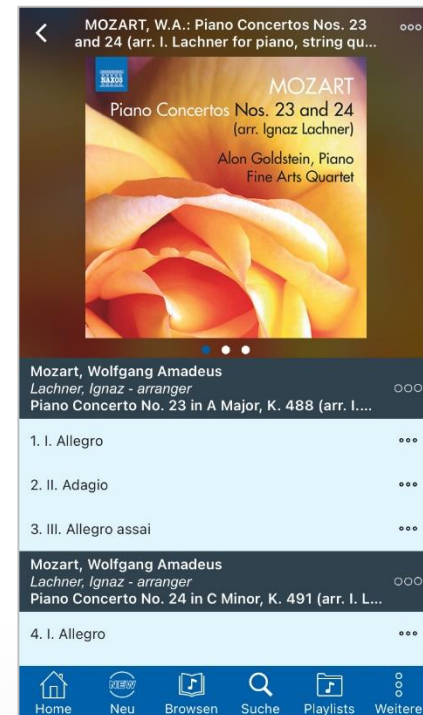 MOZART, W.A.: Piano Concertos Nos. 23
and 24 (arr. I. Lachner for piano, string qu...
NAXOS
MOZART
Piano Concertos Nos. 23 and 24
(arr. Ignaz Lachner)
Alon Goldstein, Piano
Fine Arts Quartet
Mozart, Wolfgang Amadeus
Lachner, Ignaz - arranger
Piano Concerto No. 23 in A Major, K. 488 (arr. I....
1. I. Allegro
2. II. Adagio
3. III. Allegro assai
Mozart, Wolfgang Amadeus
Lachner, Ignaz - arranger
Piano Concerto No. 24 in C Minor, K. 491 (arr. I. L...
4. I. Allegro
NEW
Home Neu Browsen Suche Playlists Weitere